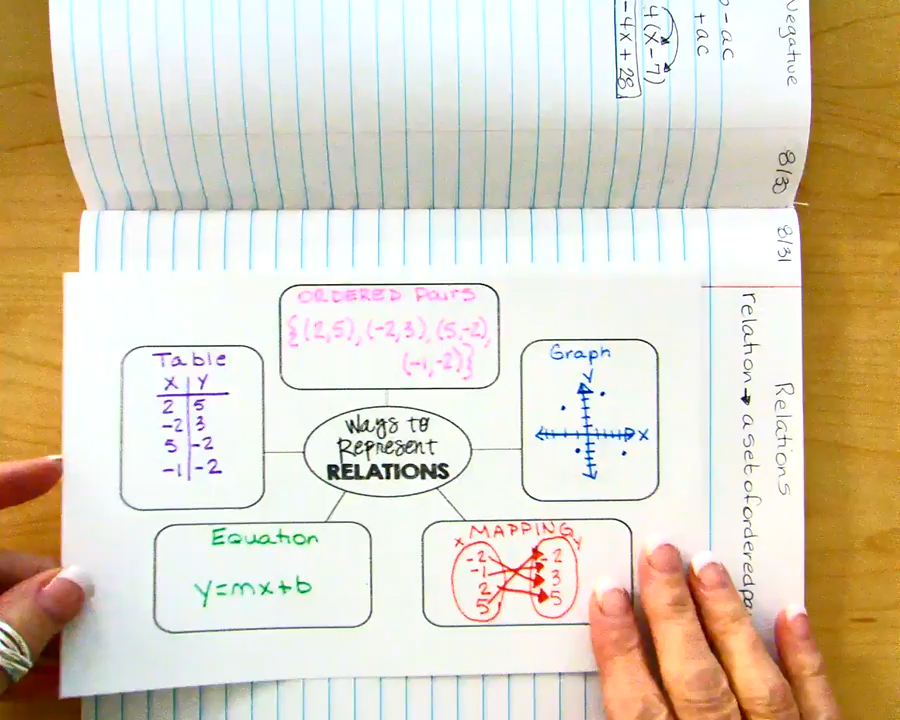 Negative
- ac
+ ac
4(x - 7)
-4x + 28
8/30
8/31
Relations
relation → a set of ordered pa
ORDERED Pairs
{(2,5), (-2,3), (5,-2),
(-1,-2)}
Table
X Y
2 5
-2 3
5 -2
-1 -2
Graph
Y
X
Ways to
Represent
RELATIONS
Equation
y=mx+b
MAPPING
x y
-2 -2
-1 3
2 5
5